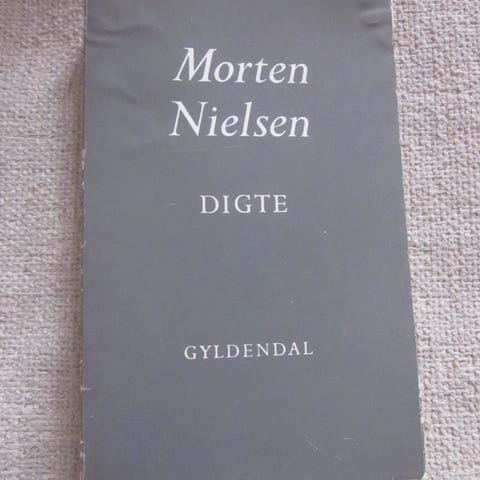 Morten
Nielsen
DIGTE
GYLDENDAL